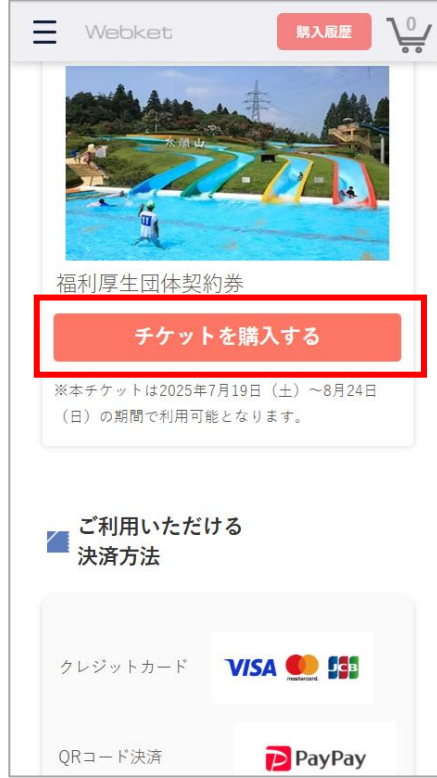 Webket
購入履歴
0
水開山
福利厚生団体契約券
チケットを購入する
※本チケットは2025年7月19日（土）～8月24日
（日）の期間で利用可能となります。
ご利用いただける
決済方法
クレジットカード
VISA
mastercard.
JCB
QRコード決済
PayPay